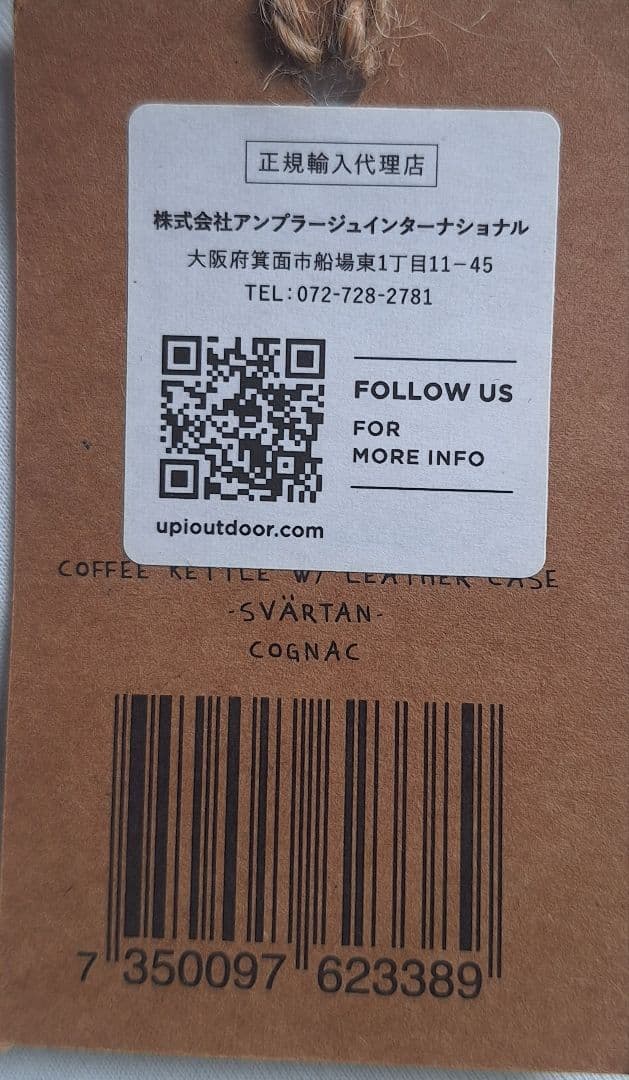 正規輸入代理店
株式会社アンプラージュインターナショナル
大阪府箕面市船場東1丁目11-45
TEL:072-728-2781
FOLLOW US
FOR
MORE INFO
upioutdoor.com
COFFEE KETTLE W/ LEATHER CASE
-SVÄRTAN-
COGNAC
7 350097 623389